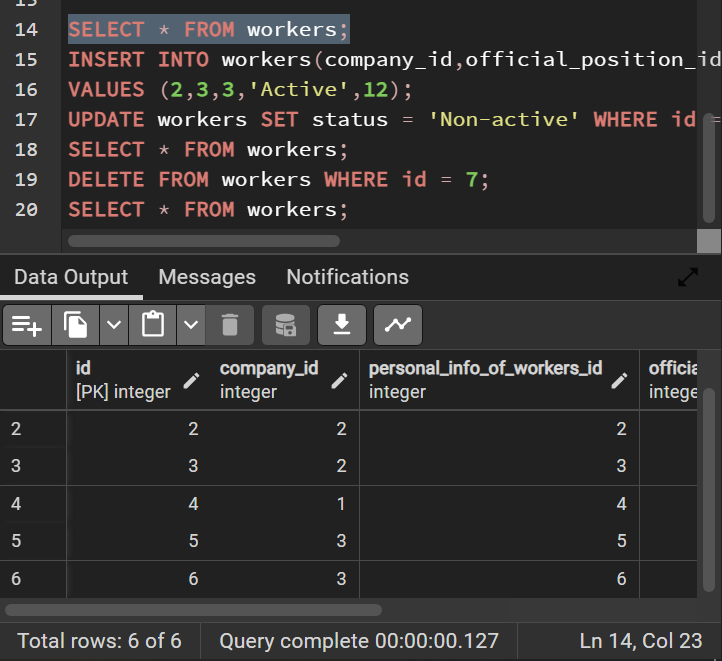 14 SELECT * FROM workers;
15 INSERT INTO workers(company_id,official_position_id
16 VALUES (2,3,3,'Active',12);
17 UPDATE workers SET status = 'Non-active' WHERE id =
18 SELECT * FROM workers;
19 DELETE FROM workers WHERE id = 7;
20 SELECT * FROM workers;
Data Output Messages Notifications
id company_id personal_info_of_workers_id officia
[PK] integer integer integer intege
2 2 2 2
3 3 2 3
4 4 1 4
5 5 3 5
6 6 3 6
Total rows: 6 of 6 Query complete 00:00:00.127 Ln 14, Col 23